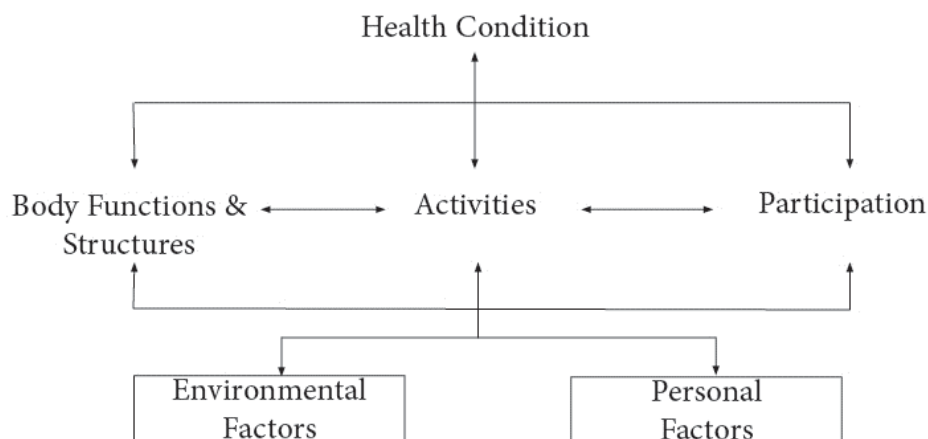 Health Condition
Body Functions &
Structures
Activities
Participation
Environmental
Factors
Personal
Factors